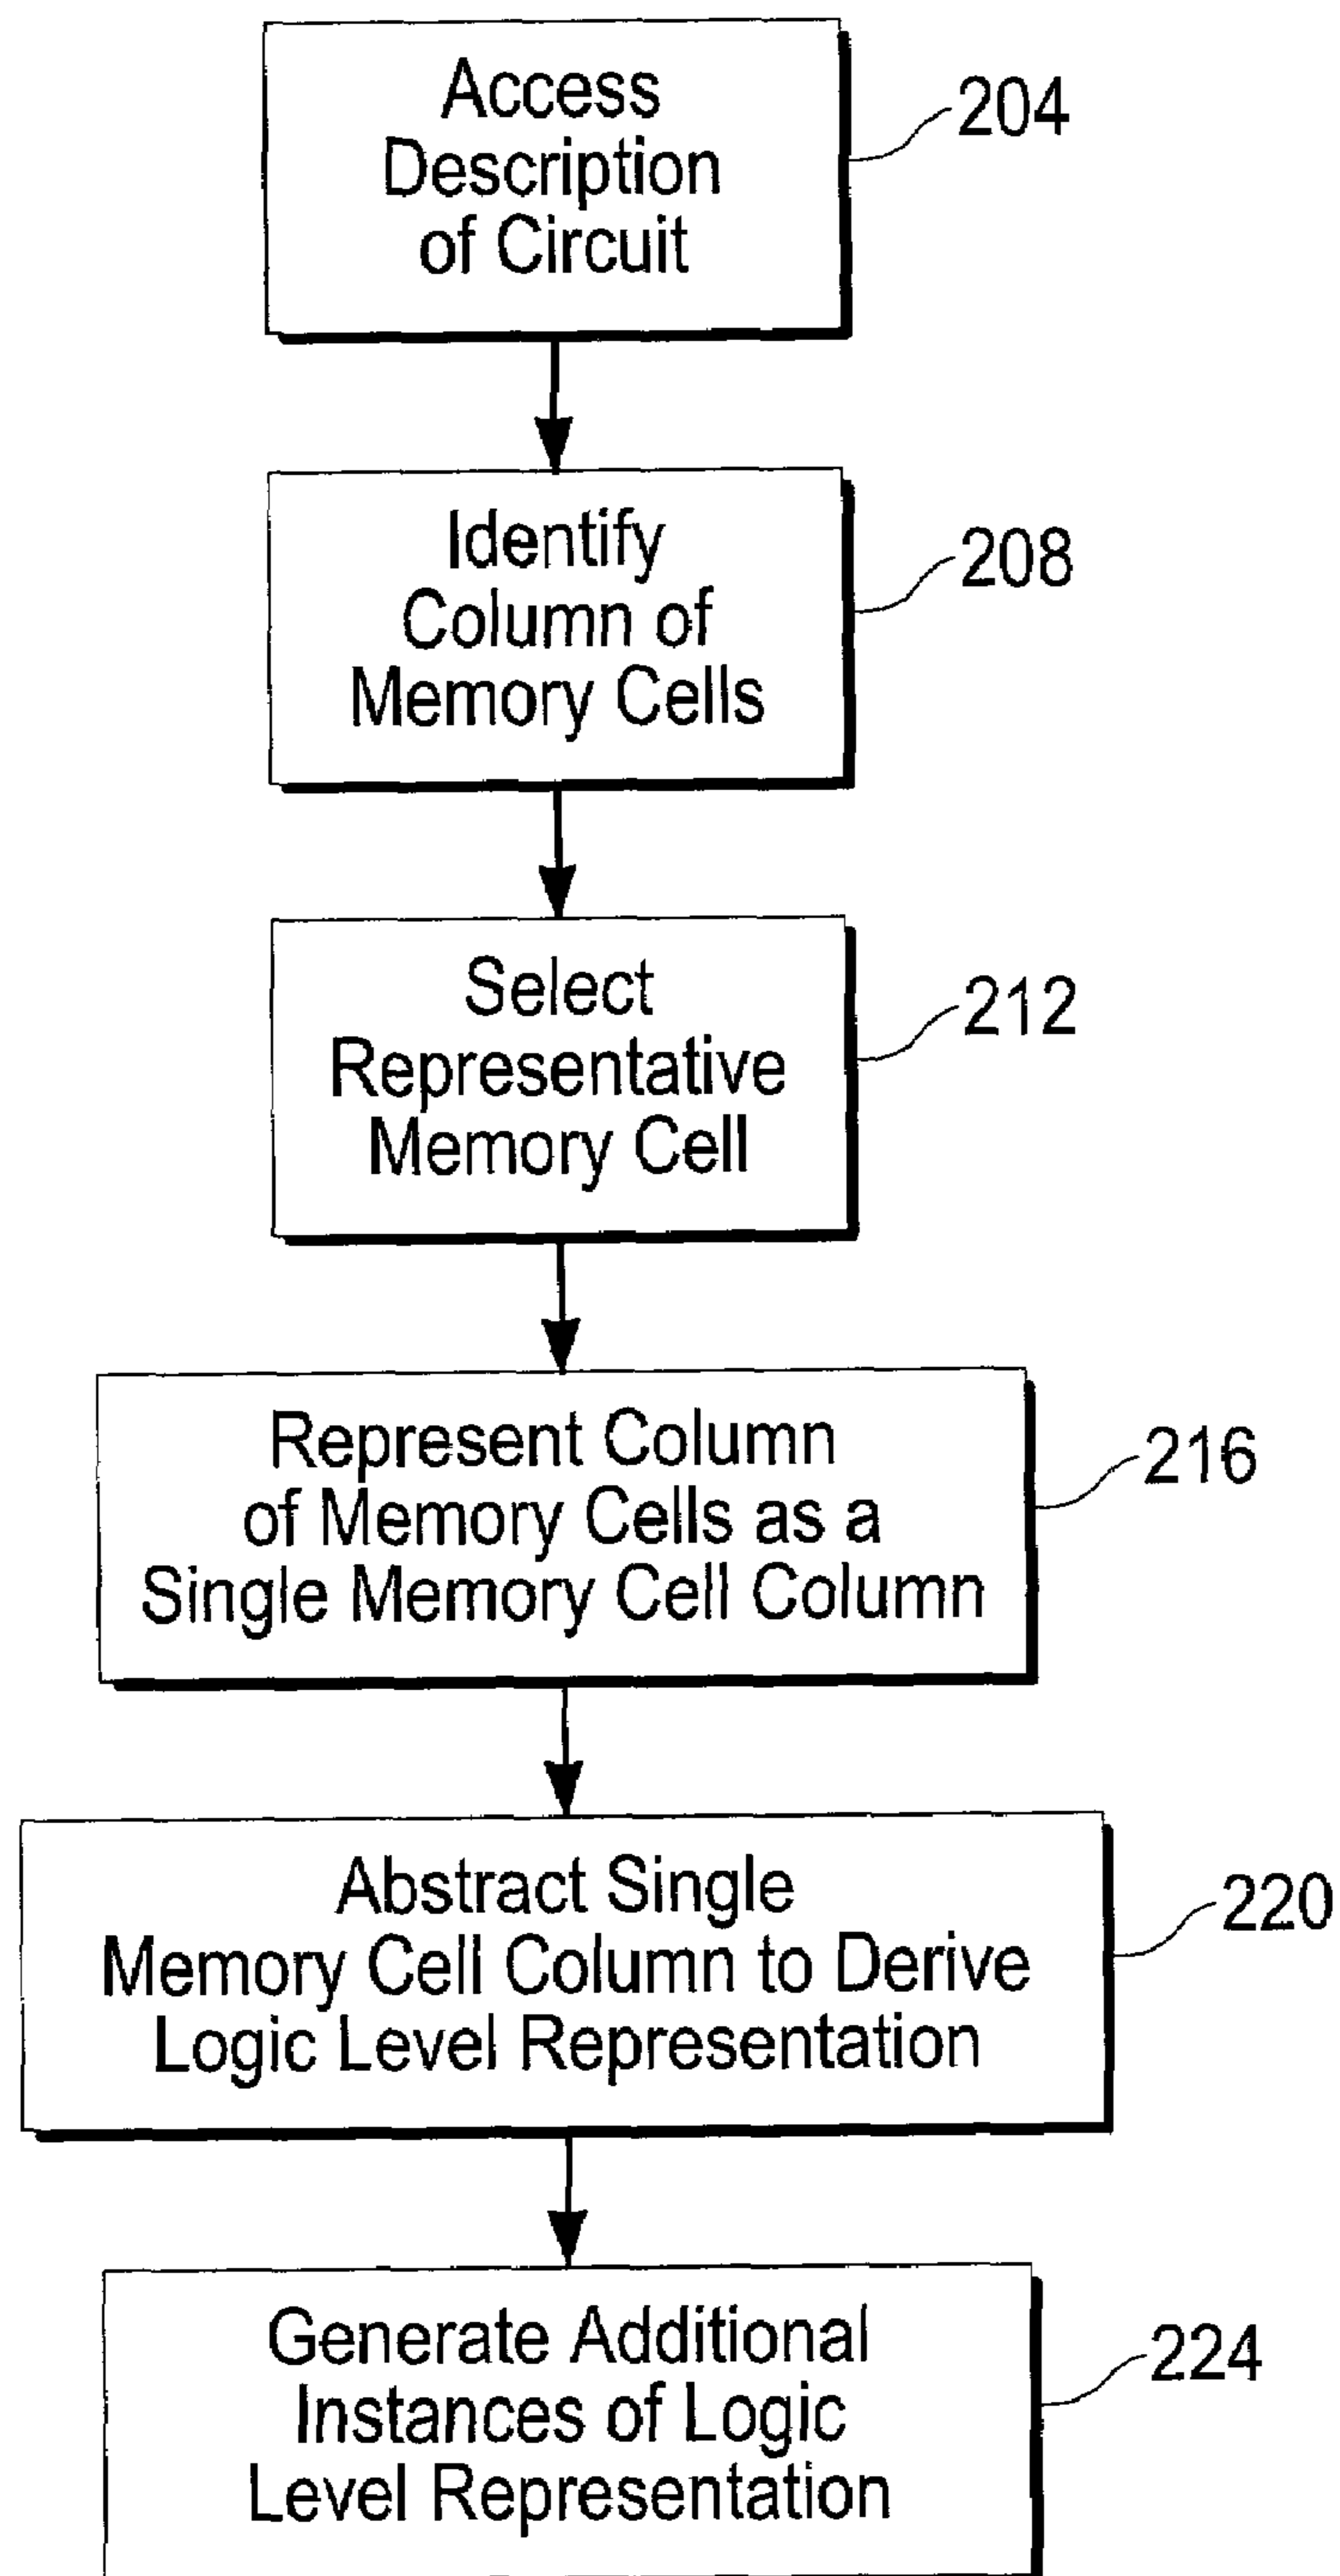 Access
Description
of Circuit
204
Identify
Column of
Memory Cells
208
Select
Representative
Memory Cell
212
Represent Column
of Memory Cells as a
Single Memory Cell Column
216
Abstract Single
Memory Cell Column to Derive
Logic Level Representation
220
Generate Additional
Instances of Logic
Level Representation
224